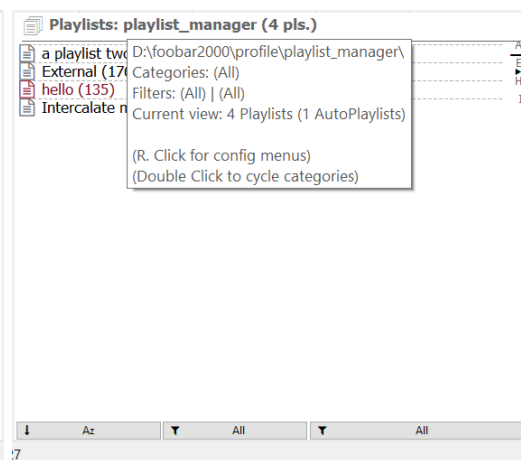 Playlists: playlist_manager (4 pls.)
a playlist two
External (170
hello (135)
Intercalate
D:\foobar2000\profile\playlist_manager\
Categories: (All)
Filters: (All) | (All)
Current view: 4 Playlists (1 AutoPlaylists)
(R. Click for config menus)
(Double Click to cycle categories)
A
E
H
I
Az
All
All
27